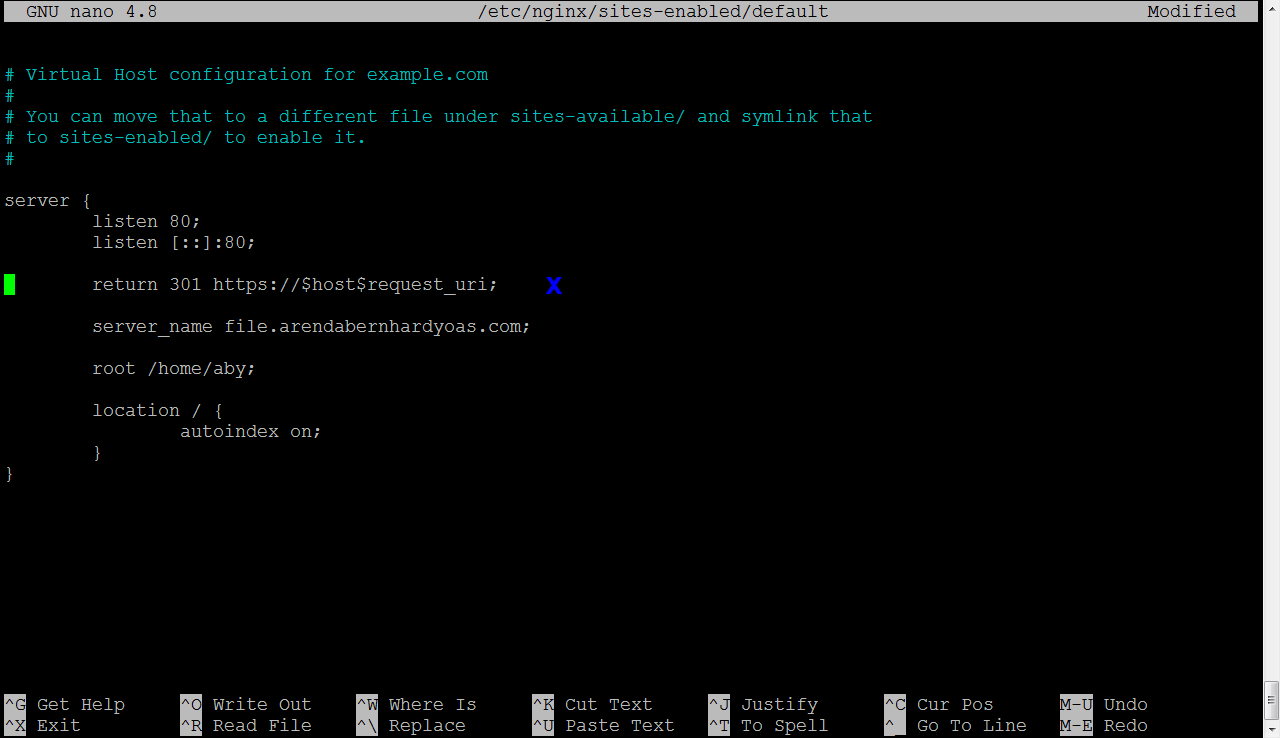 GNU nano 4.8 /etc/nginx/sites-enabled/default Modified
# Virtual Host configuration for example.com
#
# You can move that to a different file under sites-available/ and symlink that
# to sites-enabled/ to enable it.
#
server {
listen 80;
listen [::]:80;
return 301 https://$host$request_uri; X
server_name file.arendabernhardyoas.com;
root /home/aby;
location / {
autoindex on;
}
}
^G Get Help ^O Write Out ^W Where Is ^K Cut Text ^J Justify ^C Cur Pos M-U Undo
^X Exit ^R Read File ^\ Replace ^U Paste Text ^T To Spell ^_ Go To Line M-E Redo